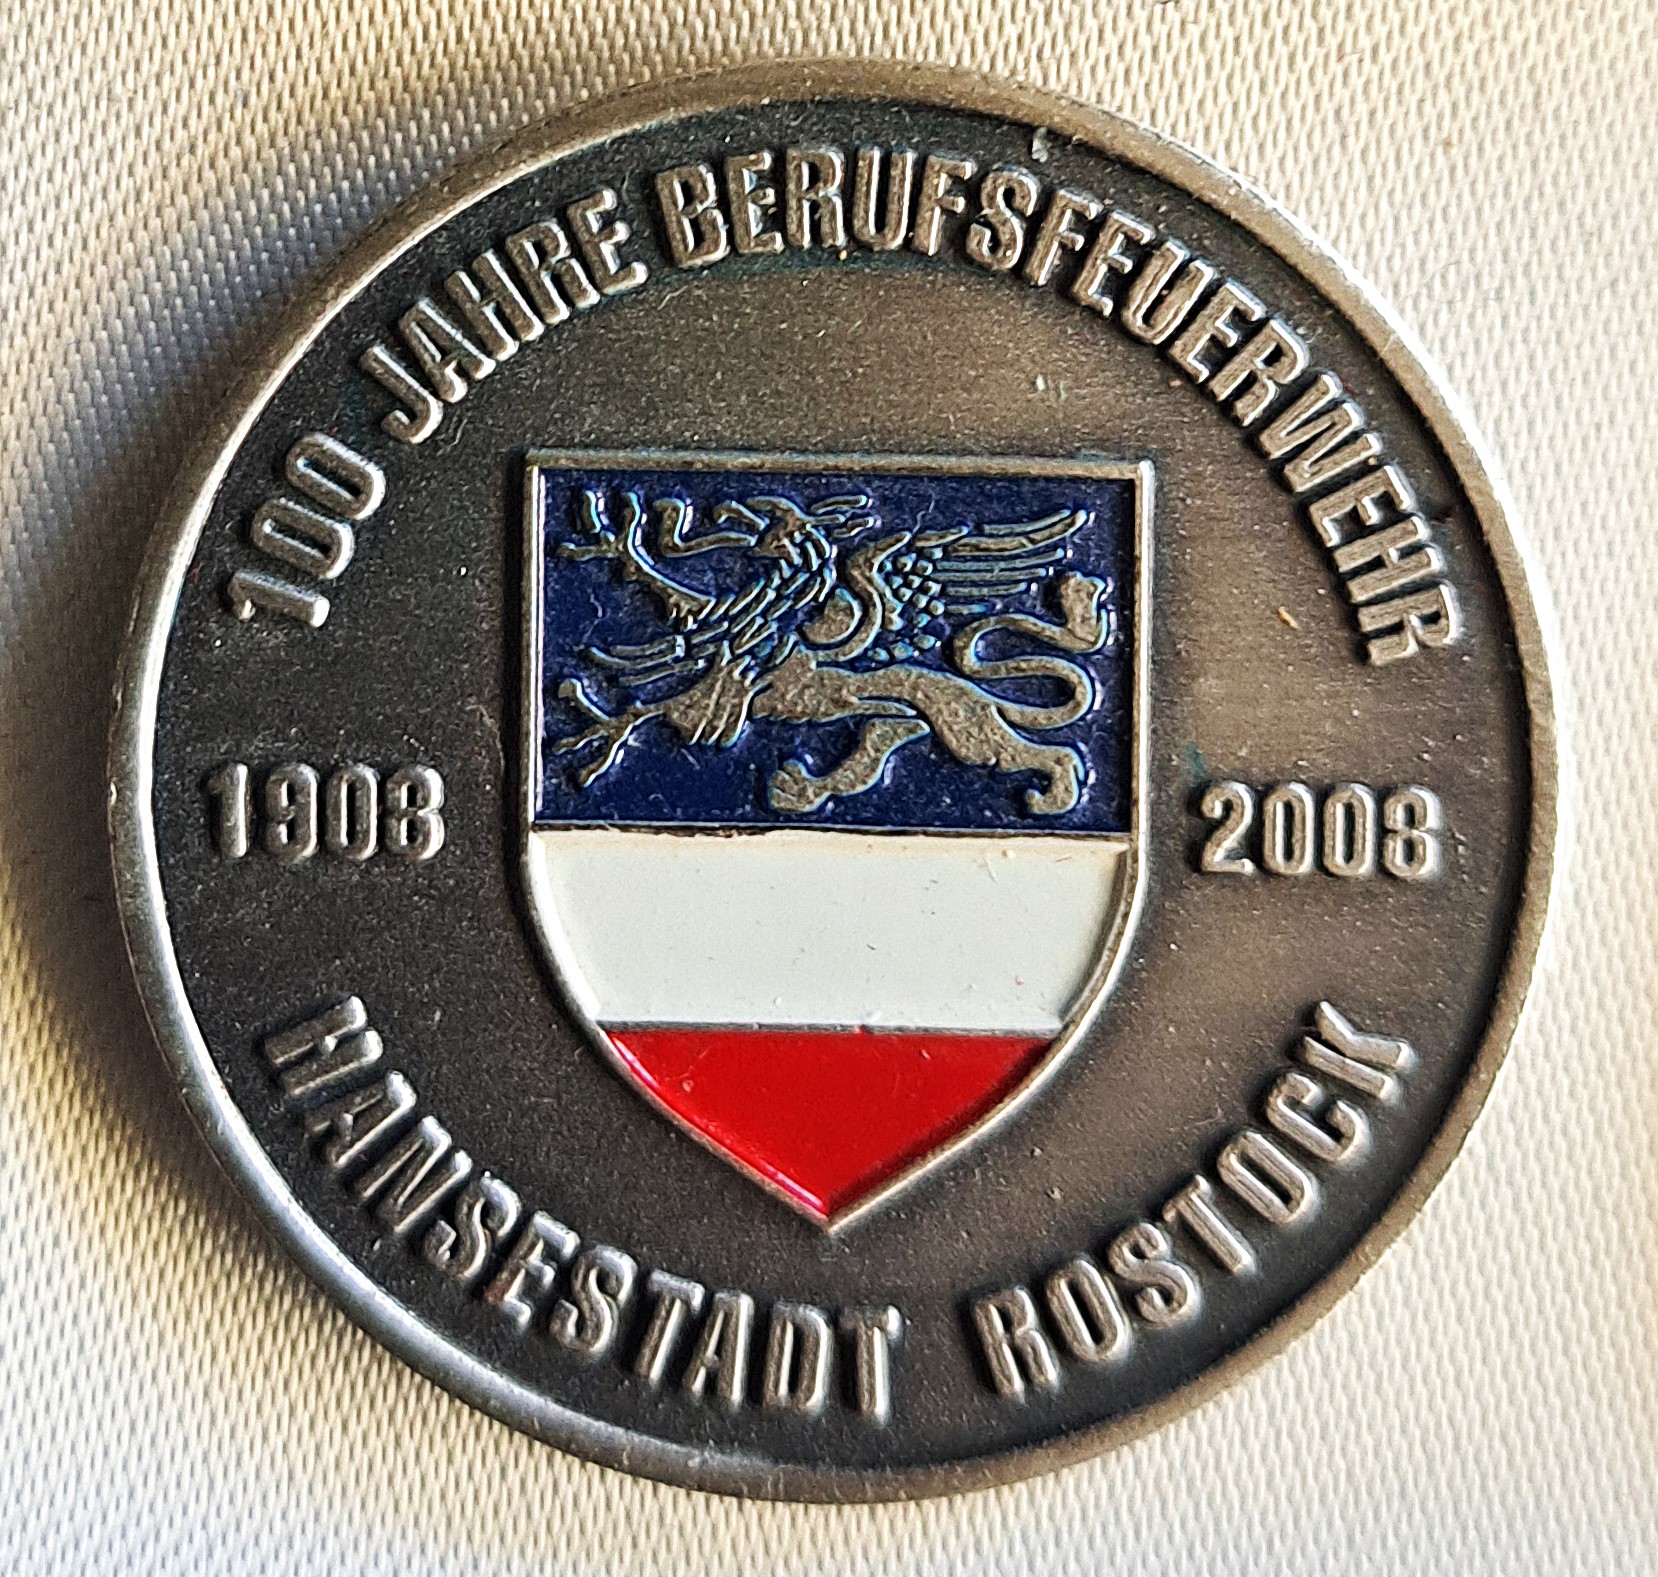 100 JAHRE BERUFSFEUERWEHR
1908
2008
HANSESTADT ROSTOCK